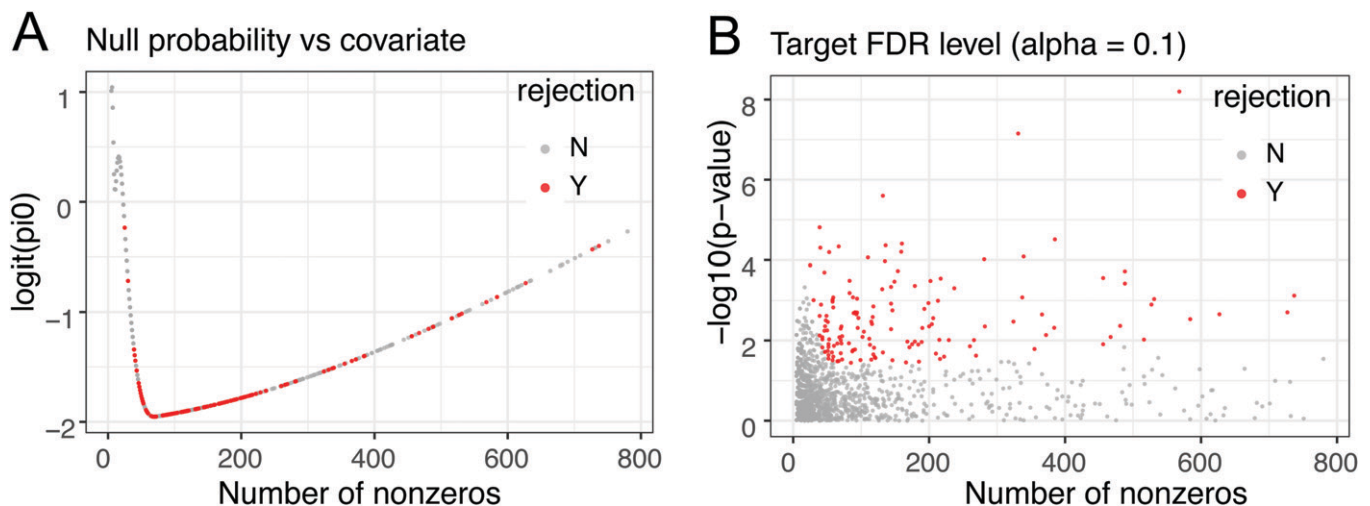 A
Null probability vs covariate
logit(pi0)
1
0
−1
−2
rejection
N
Y
0
200
400
600
800
Number of nonzeros
B
Target FDR level (alpha = 0.1)
−log10(p−value)
8
6
4
2
0
rejection
N
Y
0
200
400
600
800
Number of nonzeros